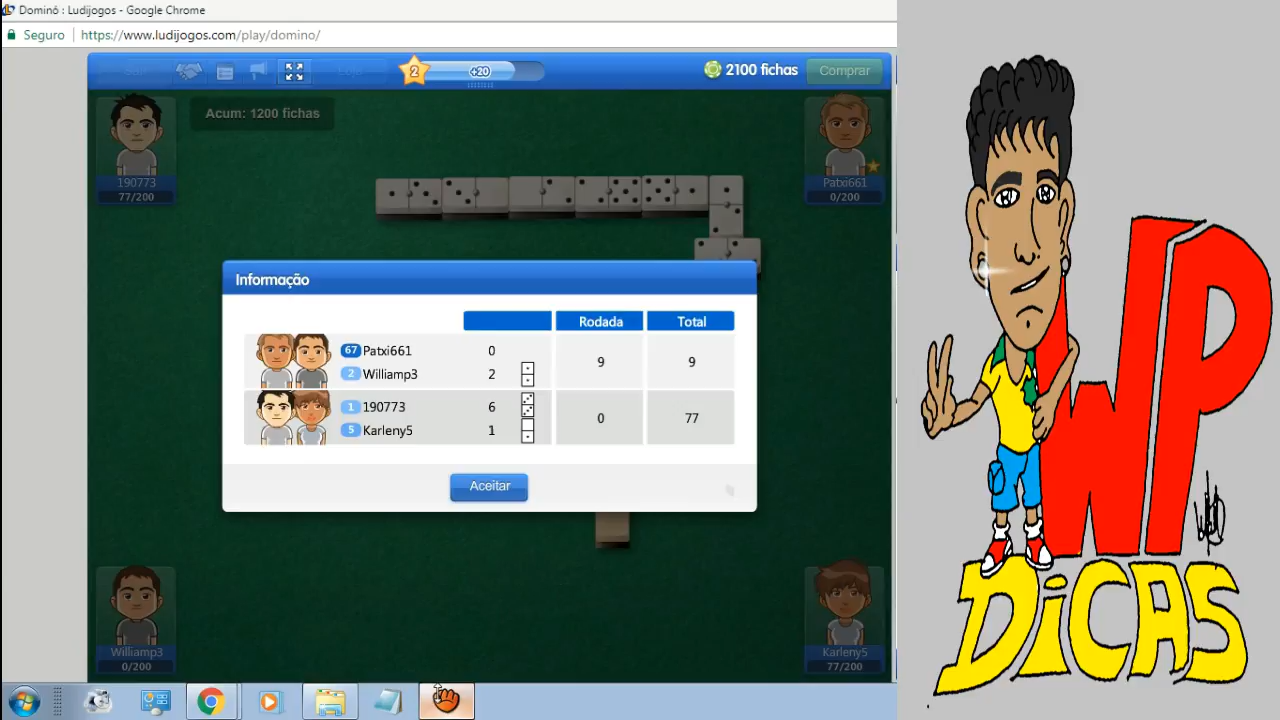 Dominó : Ludijogos - Google Chrome
Seguro
https://www.ludijogos.com/play/domino/
2
+20
2100 fichas
Comprar
190773
77/200
Acum: 1200 fichas
Patxi661
0/200
Informação
Rodada
Total
67 Patxi661 0
2 Williamp3 2
9
9
1 190773 6
5 Karleny5 1
0
77
Aceitar
Williamp3
0/200
Karleny5
77/200
WP
DiCAS